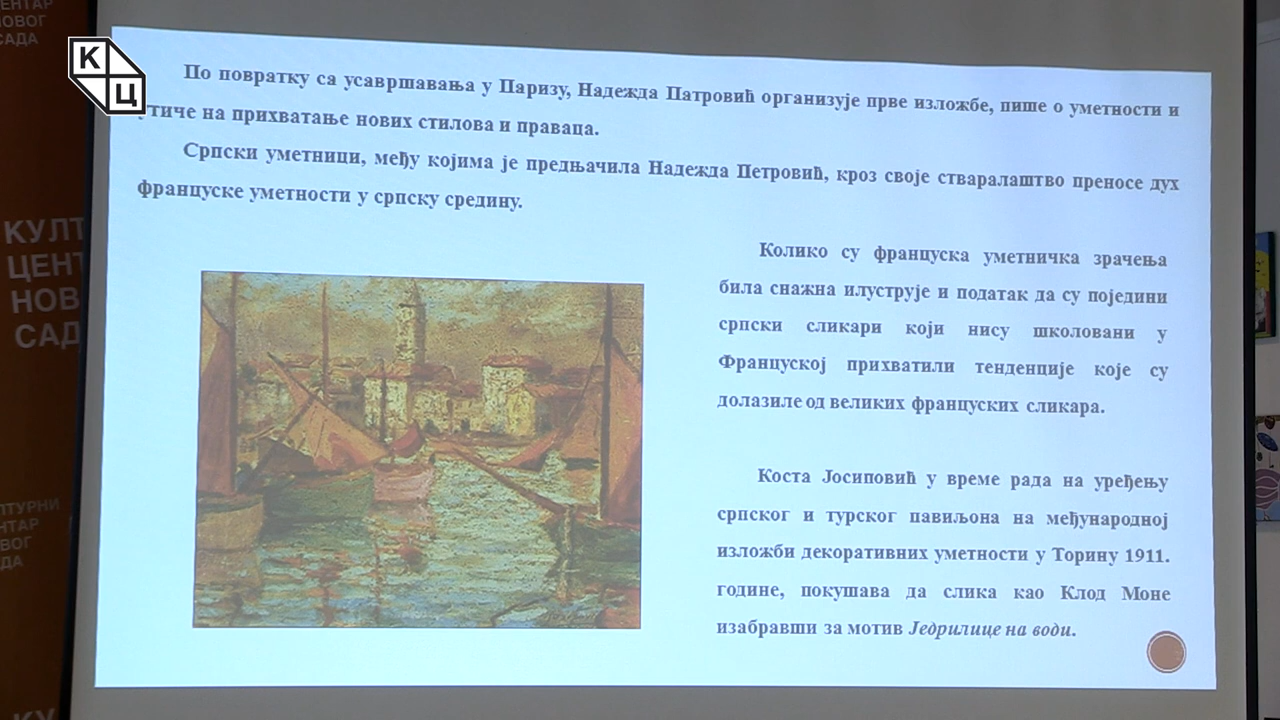 ЕНТАР
НОВОГ
САДА
К
Ц
По повратку са усавршавања у Паризу, Надежда Патровић организује прве изложбе, пише о уметности и
утиче на прихватање нових стилова и праваца.
Српски уметници, међу којима је предњачила Надежда Петровић, кроз своје стваралаштво преносе дух
француске уметности у српску средину.
Колико су француска уметничка зрачења
била снажна илуструје и податак да су поједини
српски сликари који нису школовани у
Француској прихватили тенденције које су
долазиле од великих француских сликара.
Коста Јосиповић у време рада на уређењу
српског и турског павиљона на међународној
изложби декоративних уметности у Торину 1911.
године, покушава да слика као Клод Моне
изабравши за мотив Једрилице на води.
КУЛТ
ЦЕНТ
НОВ
САД
ЛТУРНИ
НТАР
ВОГ
ДА
КУ